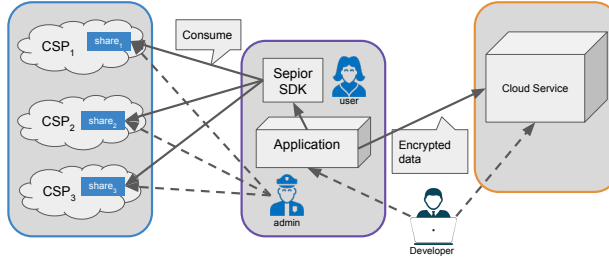 CSP1
share1
CSP2
share2
CSP3
share3
Consume
Sepior
SDK
user
Application
admin
Encrypted
data
Developer
Cloud Service